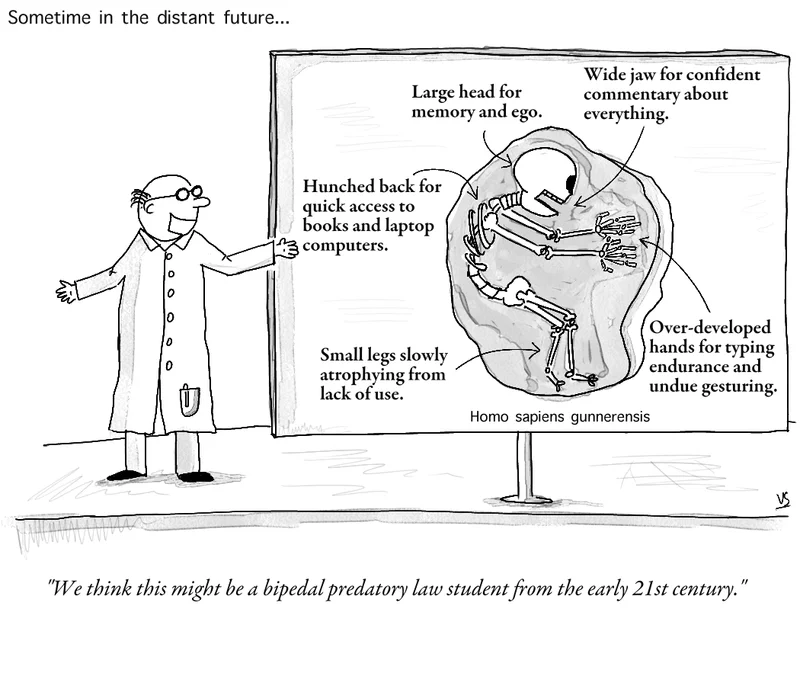 Sometime in the distant future...
Large head for
memory and ego.
Wide jaw for confident
commentary about
everything.
Hunched back for
quick access to
books and laptop
computers.
Small legs slowly
atrophying from
lack of use.
Over-developed
hands for typing
endurance and
undue gesturing.
Homo sapiens gunnerensis
VS
"We think this might be a bipedal predatory law student from the early 21st century."